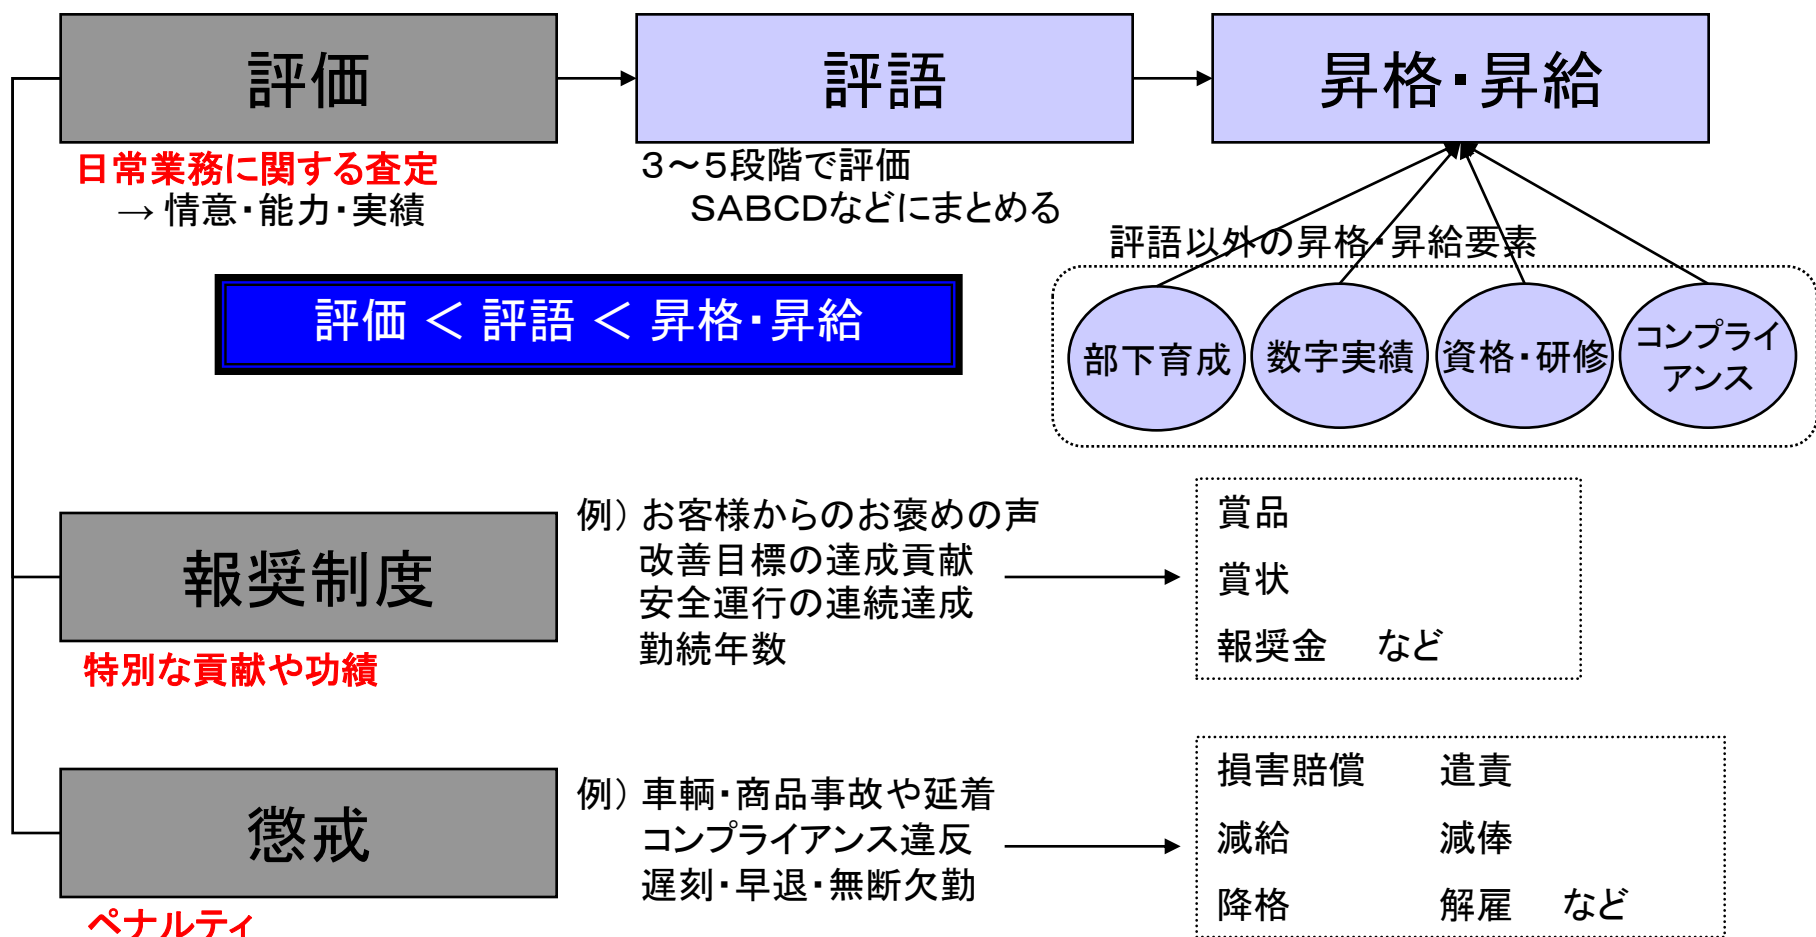 評価
評語
昇格・昇給
日常業務に関する査定
→ 情意・能力・実績
３～５段階で評価
ＳＡＢＣＤなどにまとめる
評語以外の昇格・昇給要素
評価 ＜ 評語 ＜ 昇格・昇給
部下育成
数字実績
資格・研修
コンプライ
アンス
報奨制度
特別な貢献や功績
例）お客様からのお褒めの声
改善目標の達成貢献
安全運行の連続達成
勤続年数
賞品
賞状
報奨金 など
懲戒
ペナルティ
例）車輌・商品事故や延着
コンプライアンス違反
遅刻・早退・無断欠勤
損害賠償 遣責
減給 減俸
降格 解雇 など